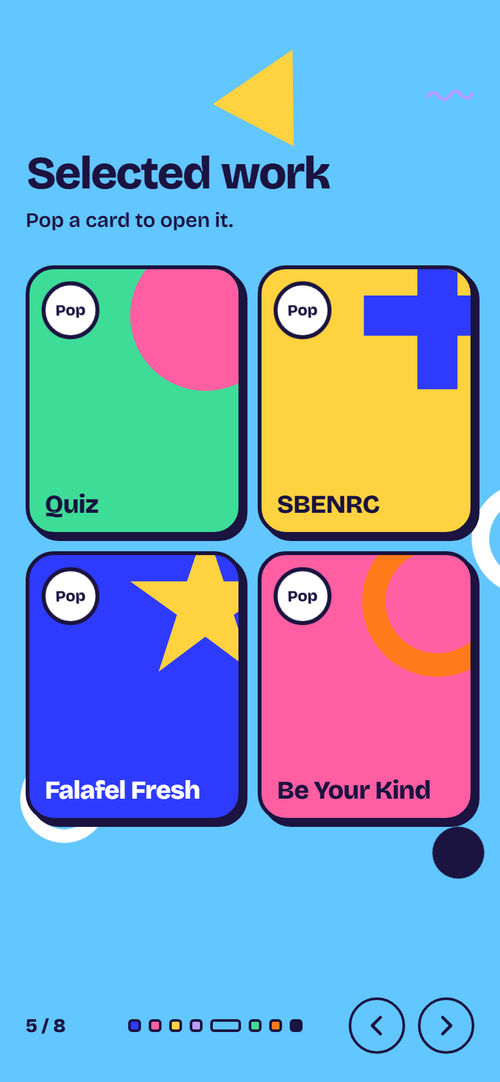 Selected work
Pop a card to open it.
Pop
Pop
Quiz
SBENRC
Pop
Pop
Falafel Fresh
Be Your Kind
5 / 8